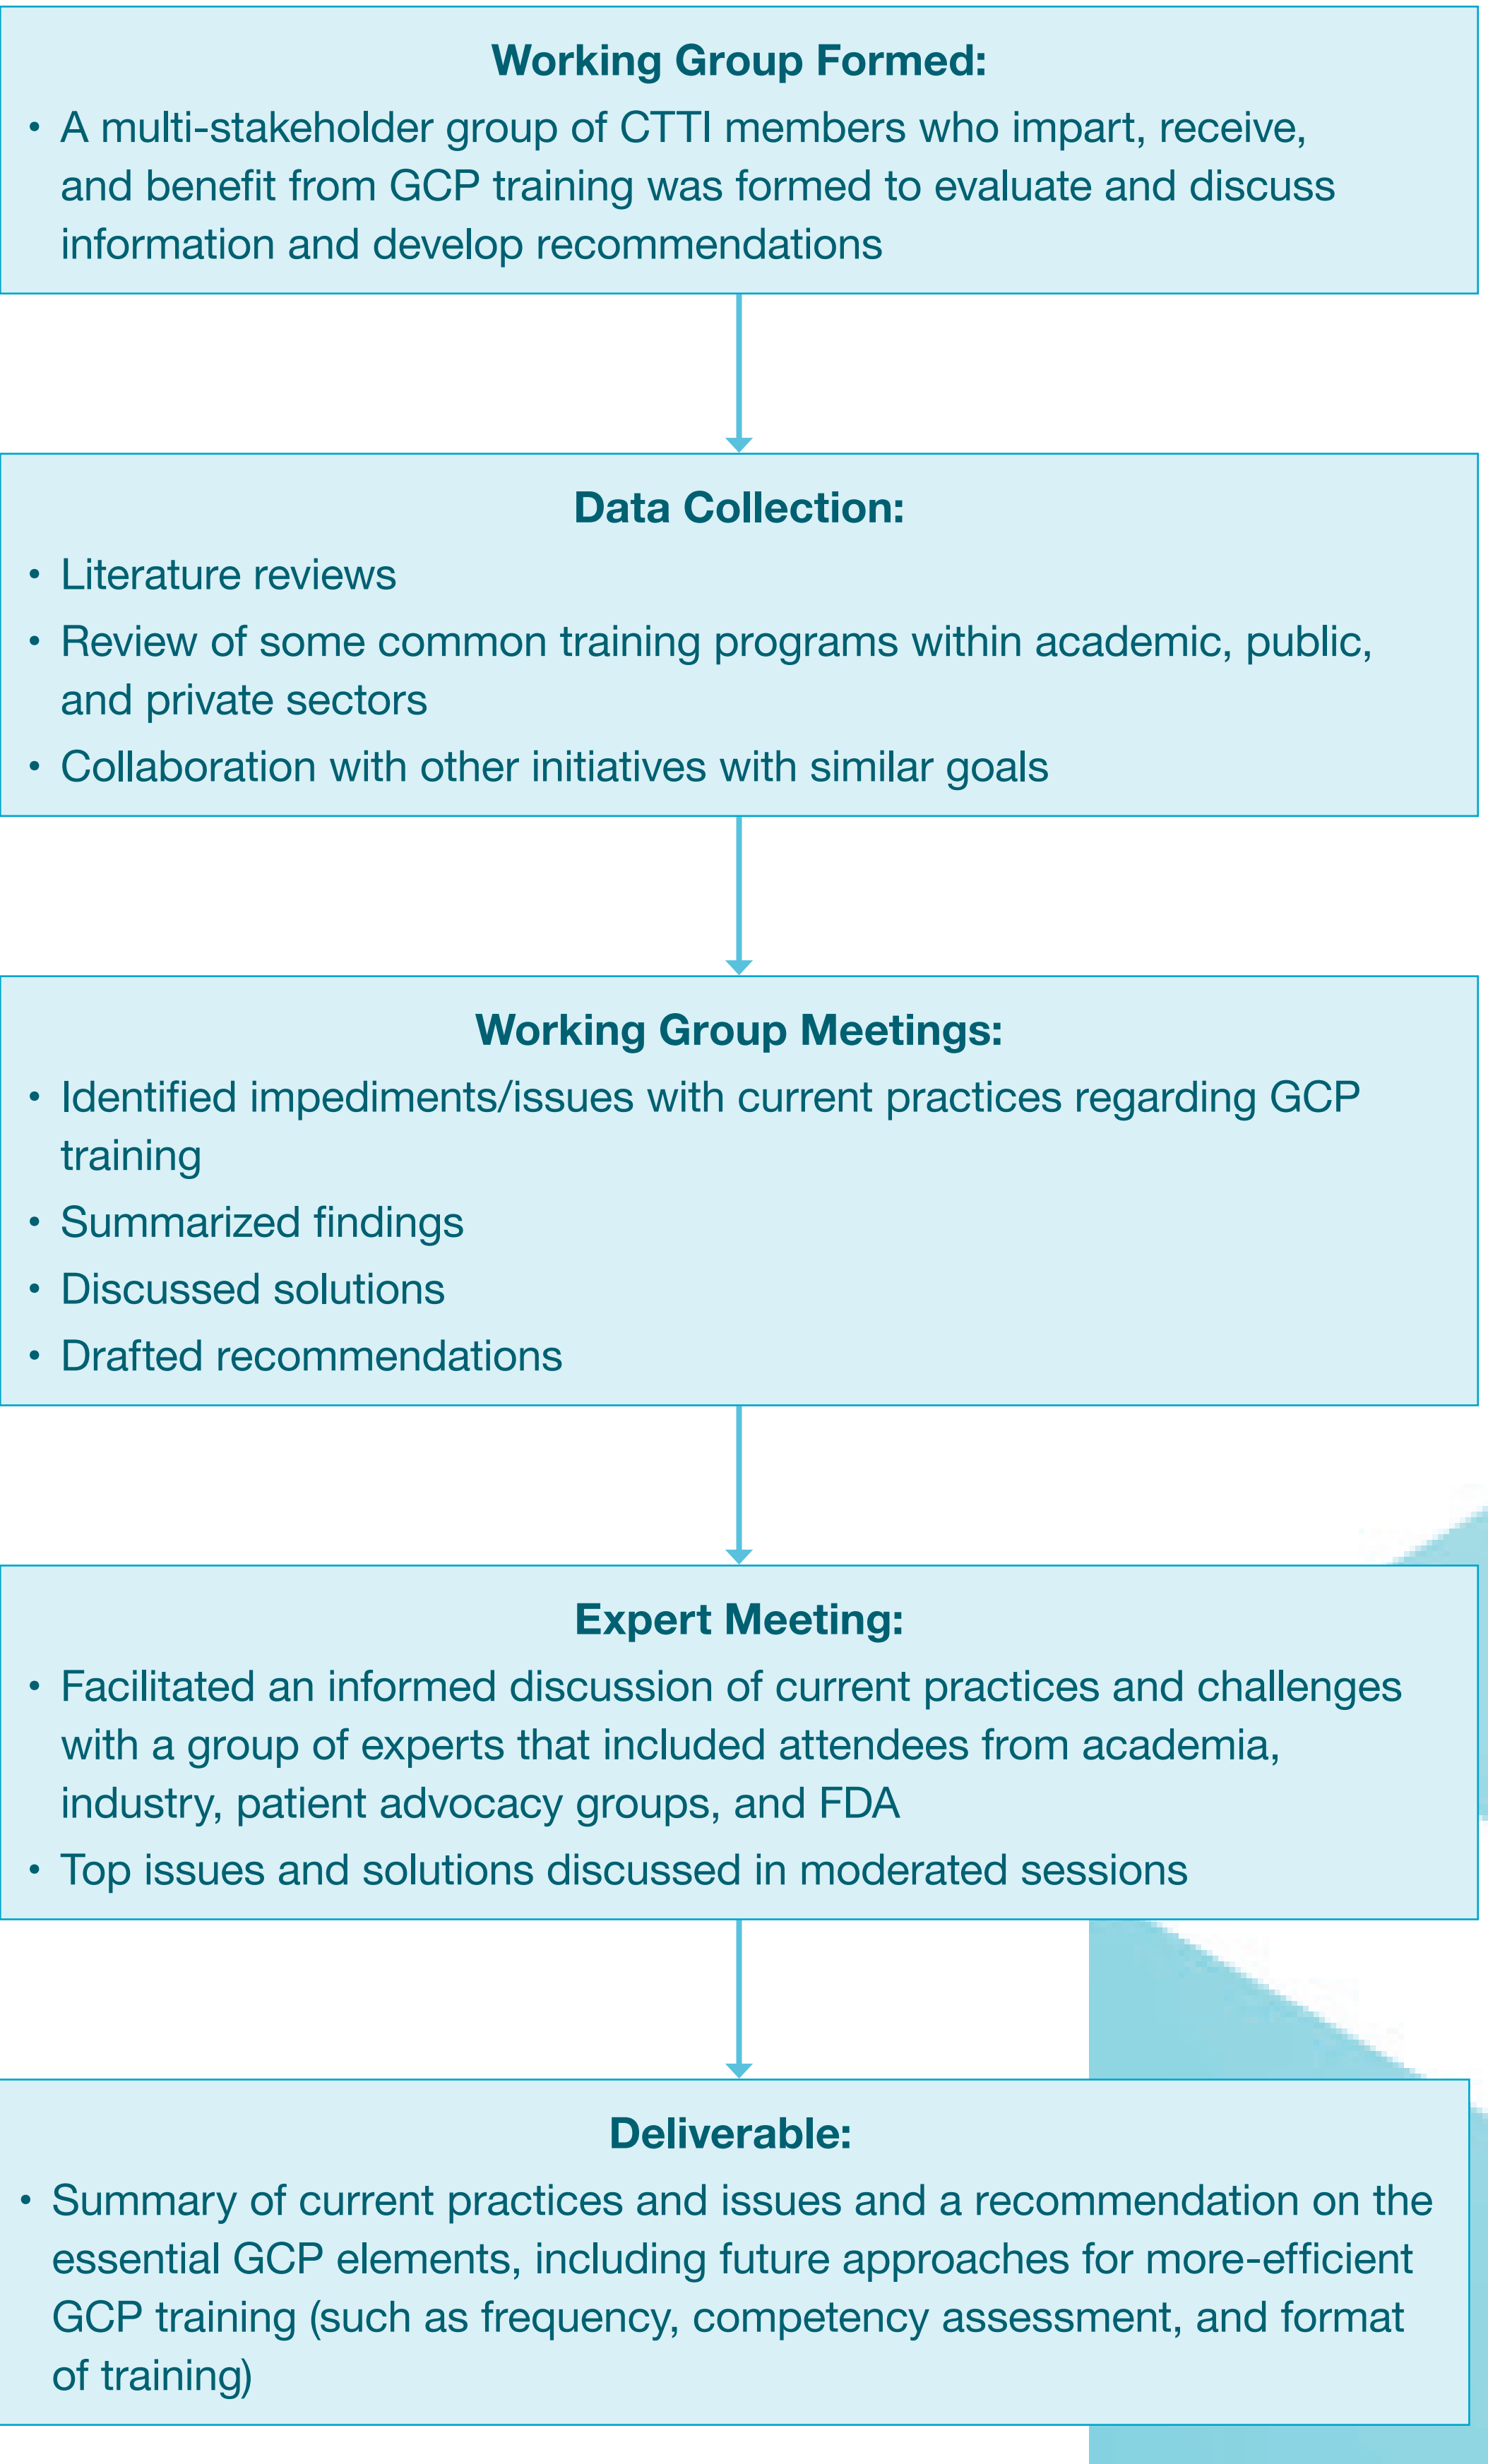 Working Group Formed:
• A multi-stakeholder group of CTTI members who impart, receive,
and benefit from GCP training was formed to evaluate and discuss
information and develop recommendations
Data Collection:
• Literature reviews
• Review of some common training programs within academic, public,
and private sectors
• Collaboration with other initiatives with similar goals
Working Group Meetings:
• Identified impediments/issues with current practices regarding GCP
training
• Summarized findings
• Discussed solutions
• Drafted recommendations
Expert Meeting:
• Facilitated an informed discussion of current practices and challenges
with a group of experts that included attendees from academia,
industry, patient advocacy groups, and FDA
• Top issues and solutions discussed in moderated sessions
Deliverable:
• Summary of current practices and issues and a recommendation on the
essential GCP elements, including future approaches for more-efficient
GCP training (such as frequency, competency assessment, and format
of training)